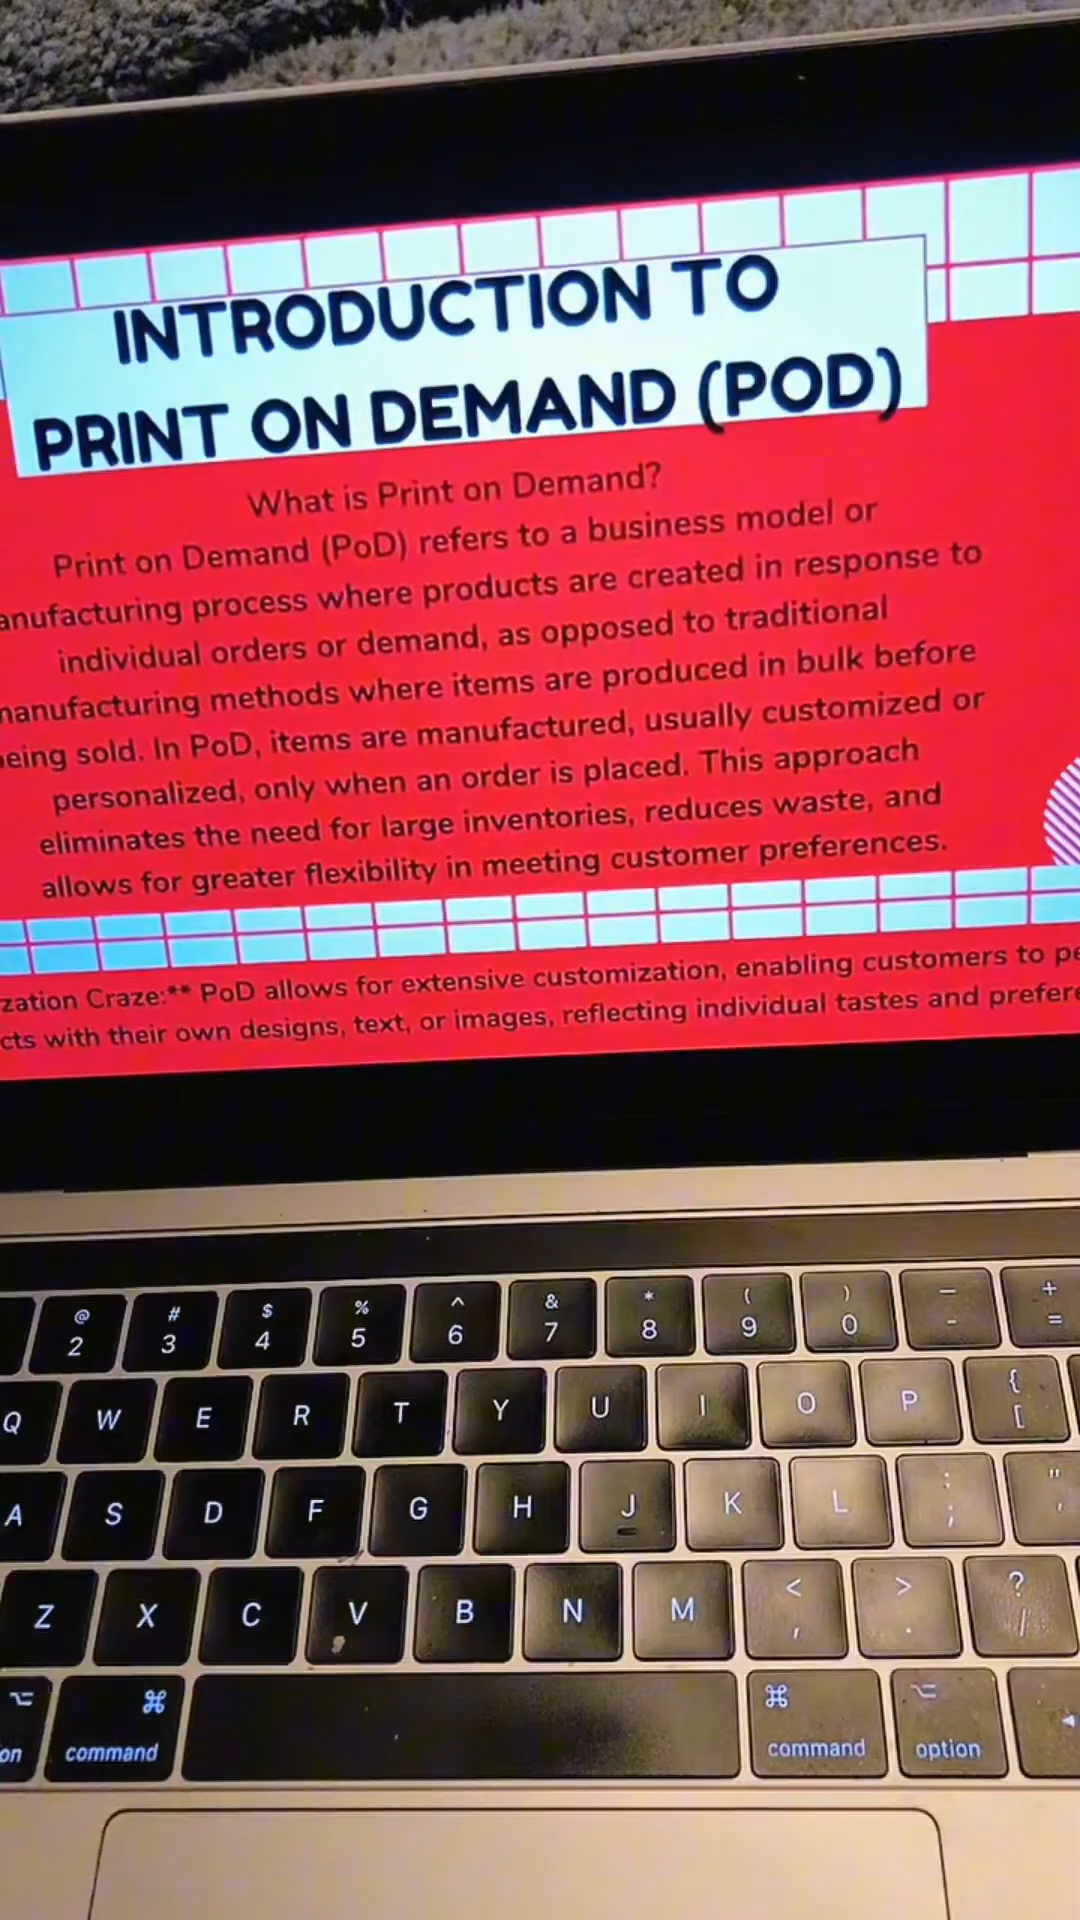 INTRODUCTION TO
PRINT ON DEMAND (POD)
What is Print on Demand?
Print on Demand (PoD) refers to a business model or
anufacturing process where products are created in response to
individual orders or demand, as opposed to traditional
manufacturing methods where items are produced in bulk before
eing sold. In PoD, items are manufactured, usually customized or
personalized, only when an order is placed. This approach
eliminates the need for large inventories, reduces waste, and
allows for greater flexibility in meeting customer preferences.
zation Craze:** PoD allows for extensive customization, enabling customers to pe
cts with their own designs, text, or images, reflecting individual tastes and prefere
@ # $ % ^ & * ( ) — +
2 3 4 5 6 7 8 9 0 - =
Q W E R T Y U I O P { [
A S D F G H J K L : ; " '
Z X C V B N M < , > . ? /
⌥ ⌘ ⌘ ⌥ ◀
on command command option